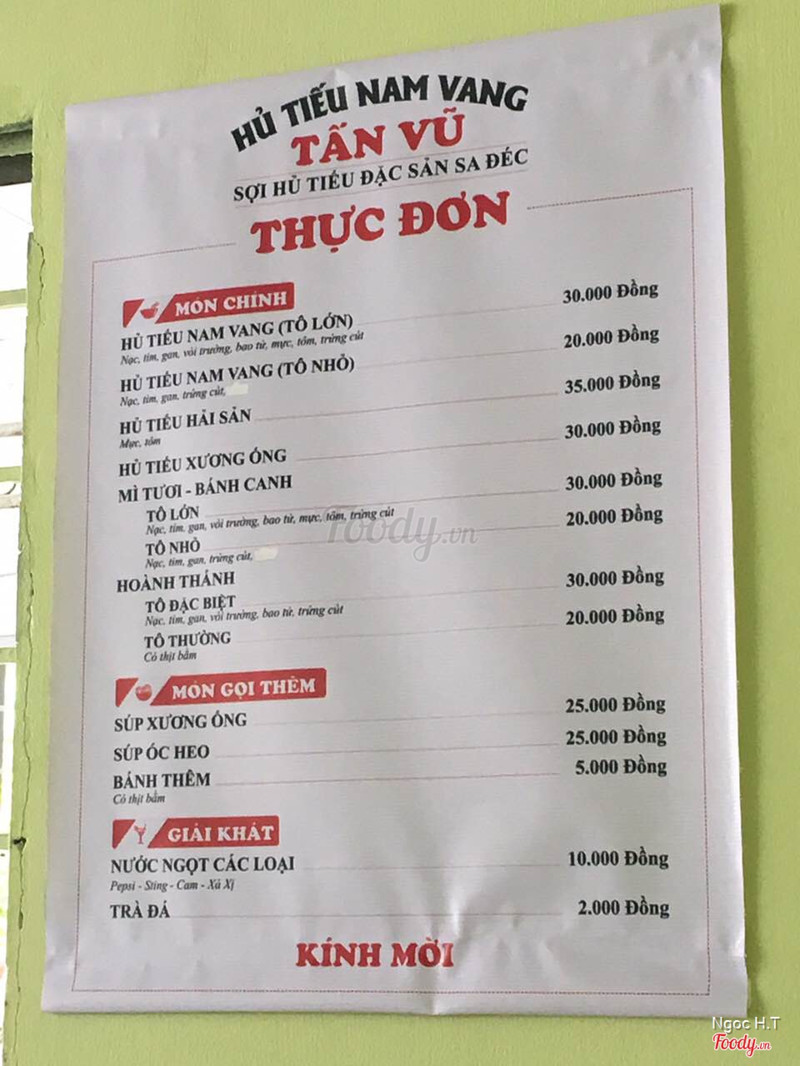 HỦ TIẾU NAM VANG
TẤN VŨ
SỢI HỦ TIẾU ĐẶC SẢN SA ĐÉC
THỰC ĐƠN
MÓN CHÍNH
HỦ TIẾU NAM VANG (TÔ LỚN) 30.000 Đồng
Nạc, tim, gan, vòi trướng, bao tử, mực, tôm, trứng cút
HỦ TIẾU NAM VANG (TÔ NHỎ) 20.000 Đồng
Nạc, tim, gan, trứng cút,
HỦ TIẾU HẢI SẢN 35.000 Đồng
Mực, tôm
HỦ TIẾU XƯƠNG ÓNG 30.000 Đồng
MÌ TƯƠI - BÁNH CANH
TÔ LỚN 30.000 Đồng
Nạc, tim, gan, vòi trướng, bao tử, mực, tôm, trứng cút
TÔ NHỎ 20.000 Đồng
Nạc, tim, gan, trứng cút,
HOÀNH THÁNH
TÔ ĐẶC BIỆT 30.000 Đồng
Nạc, tim, gan, vòi trướng, bao tử, trứng cút
TÔ THƯỜNG 20.000 Đồng
Có thịt bằm
MÓN GỌI THÊM
SÚP XƯƠNG ÓNG 25.000 Đồng
SÚP ÓC HEO 25.000 Đồng
BÁNH THÊM 5.000 Đồng
Có thịt bằm
GIẢI KHÁT
NƯỚC NGỌT CÁC LOẠI 10.000 Đồng
Pepsi - Sting - Cam - Xá Xị
TRÀ ĐÁ 2.000 Đồng
KÍNH MỜI
Foody.vn
Ngoc H.T
Foody.vn